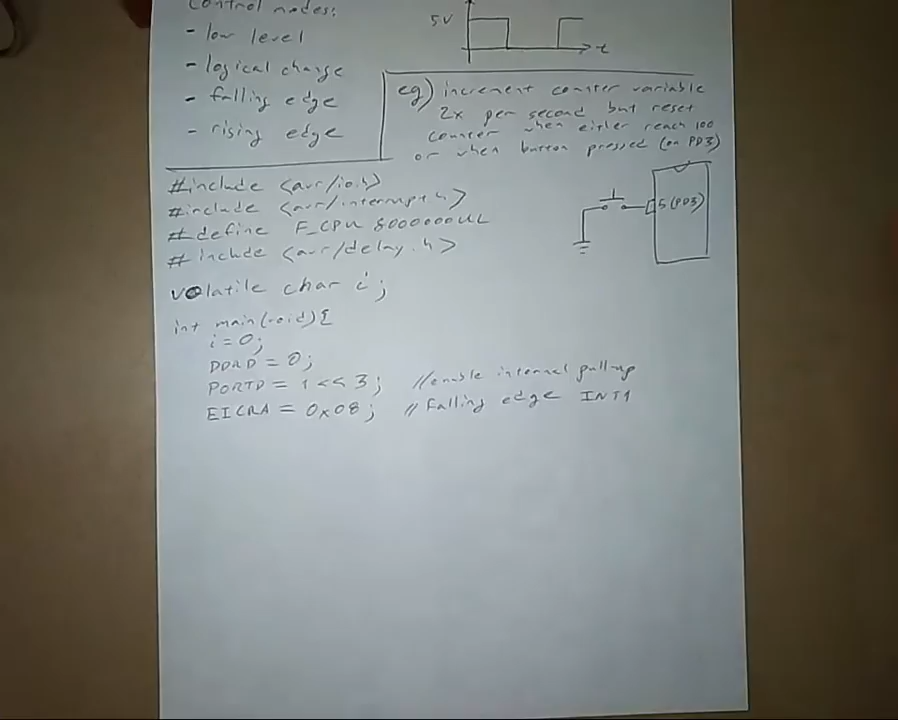 control modes:
- low level
- logical change
- falling edge
- rising edge
5V
t
eg) increment counter variable
2x per second but reset
counter when either reach 100
or when button pressed (on PD3)
5(PD3)
#include <avr/io.h>
#include <avr/interrupt.h>
#define F_CPU 8000000UL
#include <avr/delay.h>
volatile char i;
int main(void){
i=0;
DDRD = 0;
PORTD = 1<<3; //enable internal pull-up
EICRA = 0x08; //Falling edge INT1